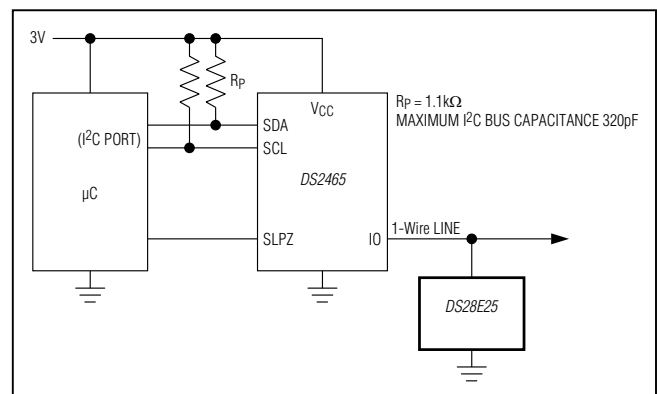 3V
RP
VCC
RP = 1.1kΩ
MAXIMUM I2C BUS CAPACITANCE 320pF
(I2C PORT)
SDA
SCL
DS2465
µC
SLPZ
IO
1-Wire LINE
DS28E25